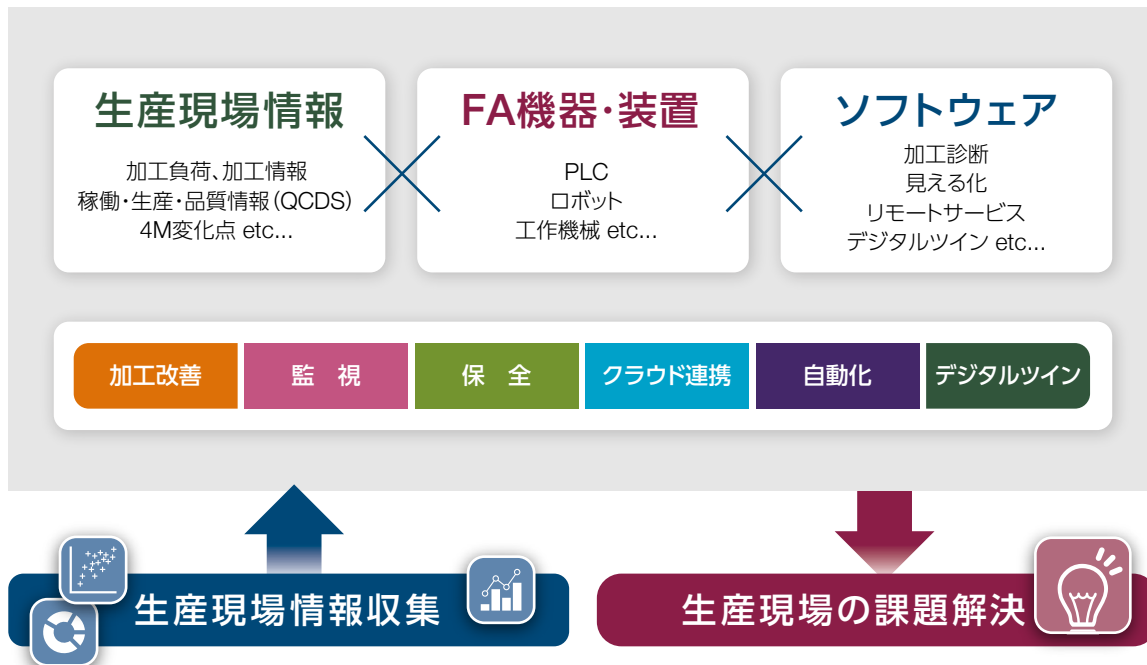 生産現場情報
加工負荷、加工情報
稼働・生産・品質情報(QCDS)
4M変化点 etc...
FA機器・装置
PLC
ロボット
工作機械 etc...
ソフトウェア
加工診断
見える化
リモートサービス
デジタルツイン etc...
加工改善
監 視
保 全
クラウド連携
自動化
デジタルツイン
生産現場情報収集
生産現場の課題解決